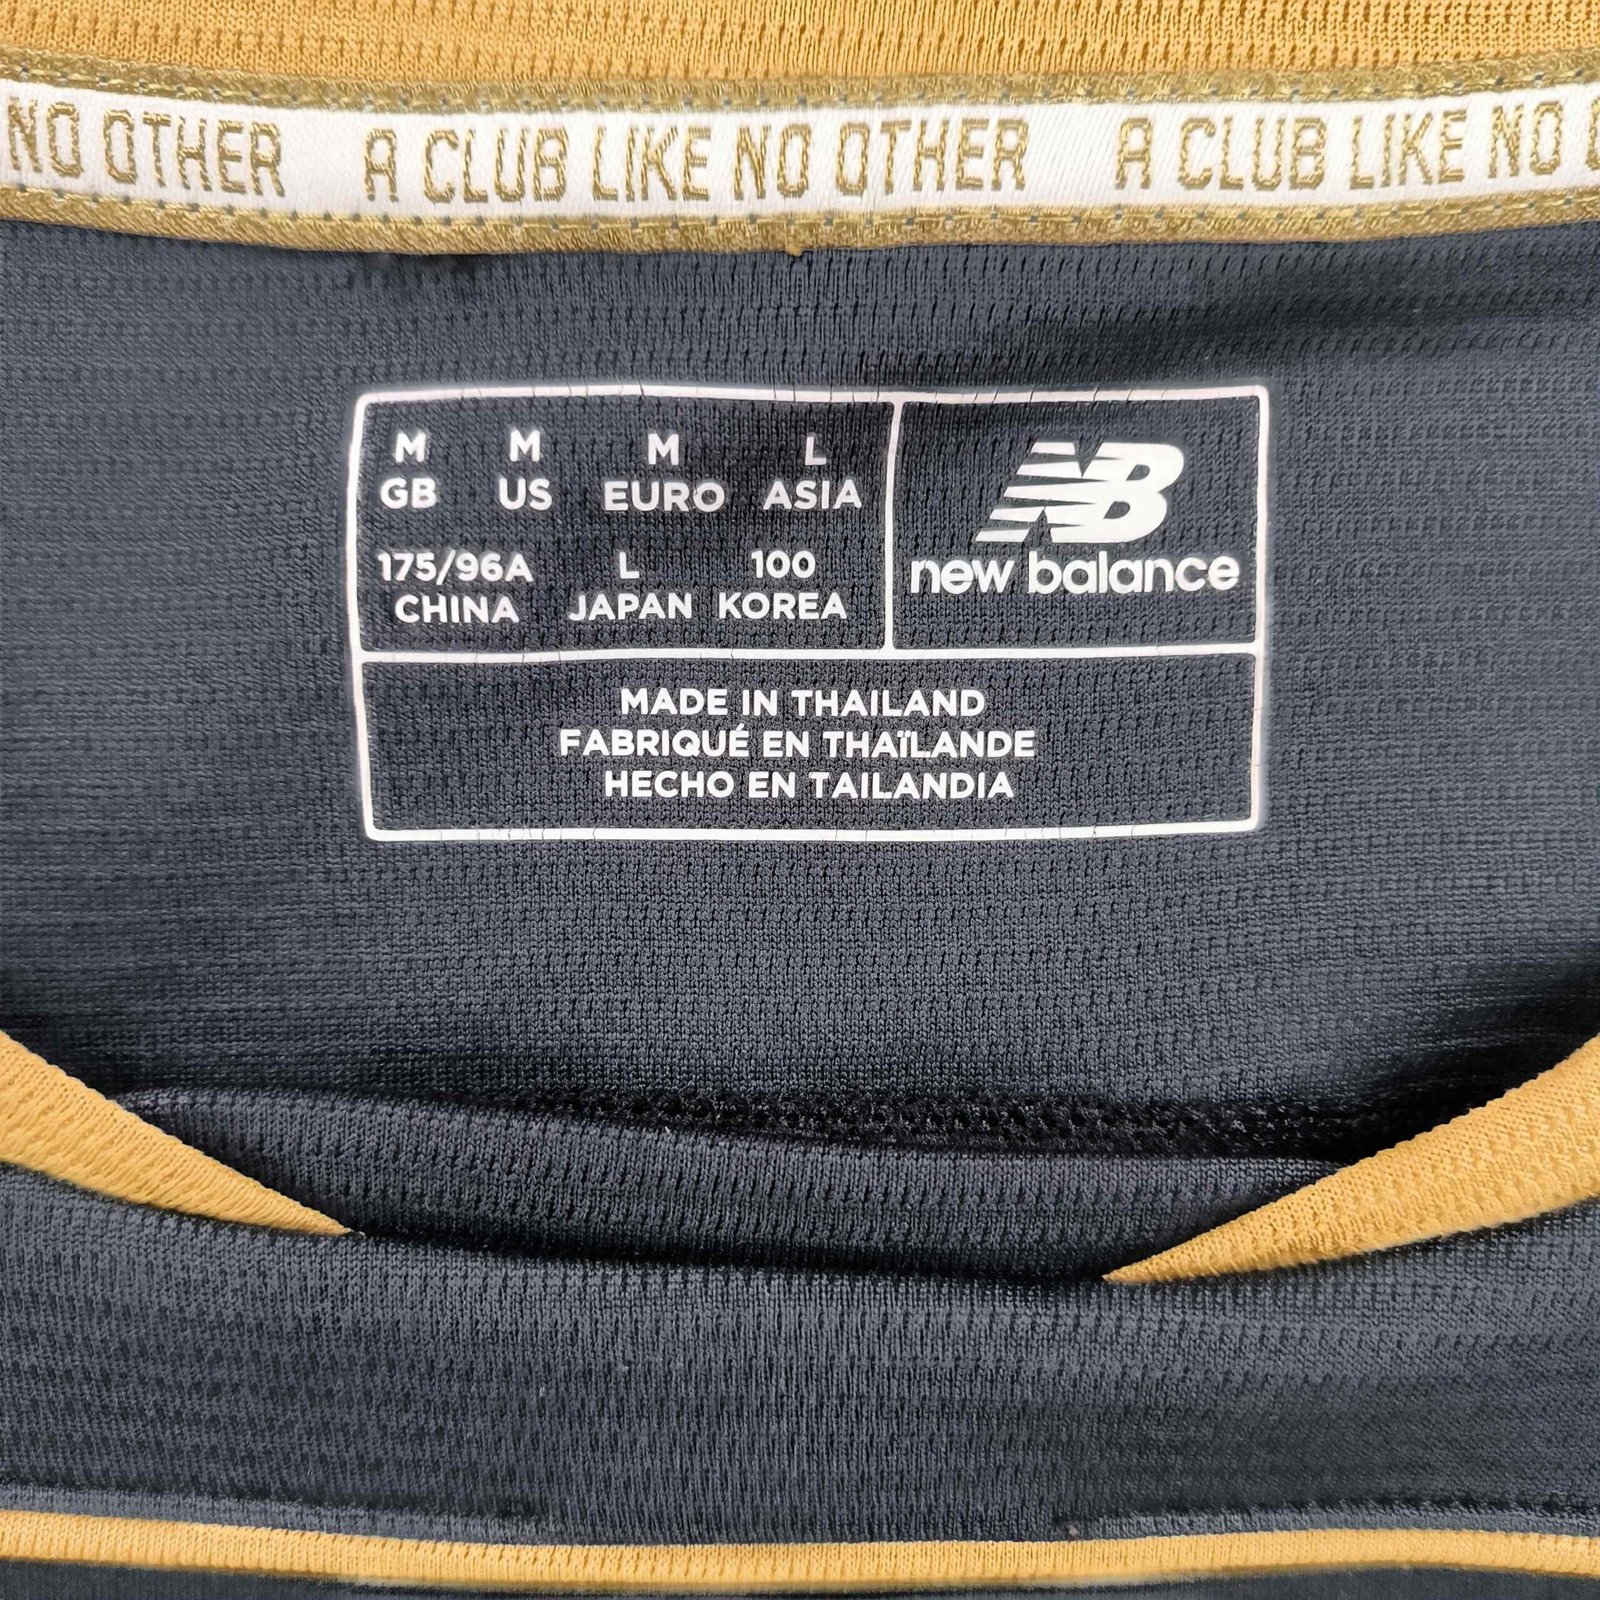 NO OTHER A CLUB LIKE NO OTHER A CLUB LIKE NO
M M M L
GB US EURO ASIA
175/96A L 100
CHINA JAPAN KOREA
NB
new balance
MADE IN THAILAND
FABRIQUÉ EN THAÏLANDE
HECHO EN TAILANDIA